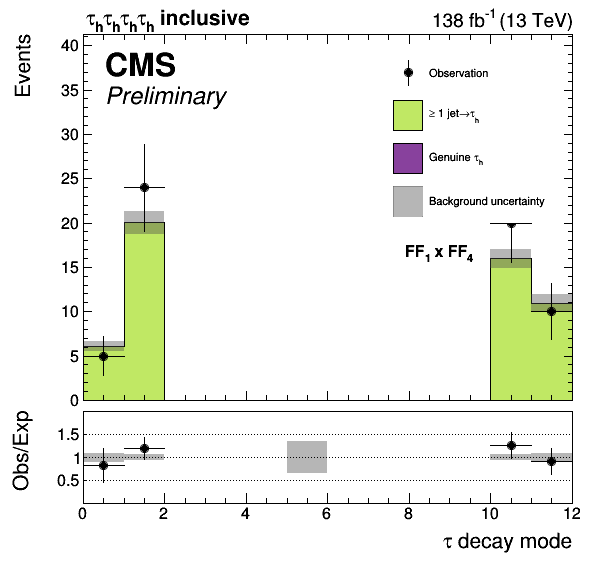 τhτhτhτh inclusive 138 fb⁻¹ (13 TeV)
Events
40
35
30
25
20
15
10
5
0
CMS
Preliminary
Observation
≥ 1 jet→τh
Genuine τh
Background uncertainty
FF1 x FF4
Obs/Exp
1.5
1
0.5
0 2 4 6 8 10 12
τ decay mode